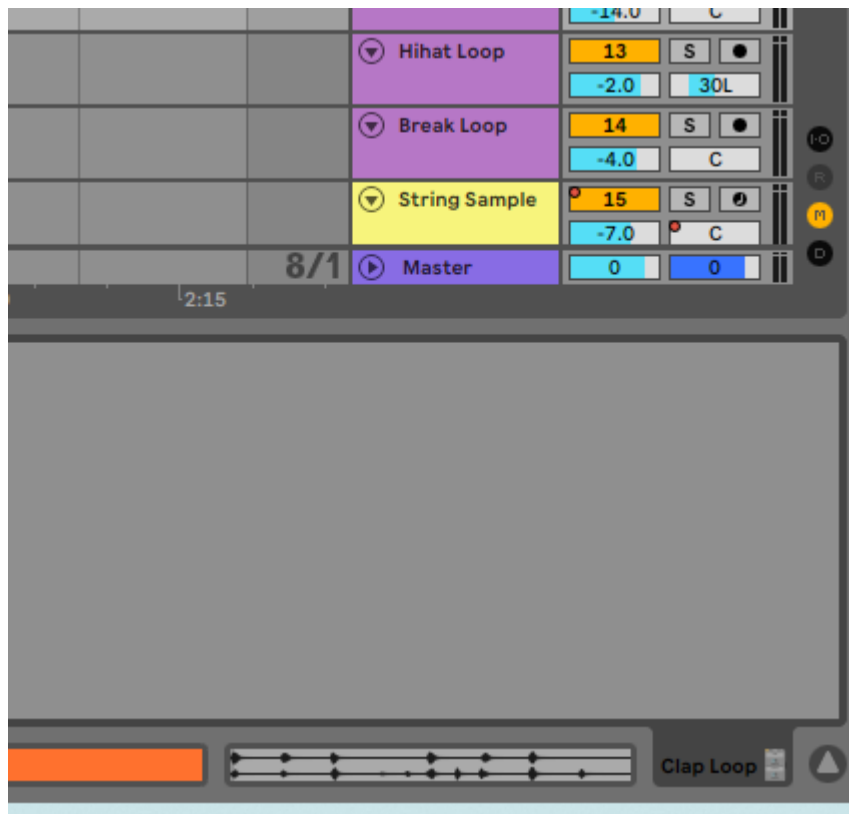 -14.0 C
Hihat Loop 13 S
-2.0 30L
I·O
Break Loop 14 S
-4.0 C
R
String Sample 15 S
M
-7.0 C
D
8/1 Master 0 0
2:15
Clap Loop